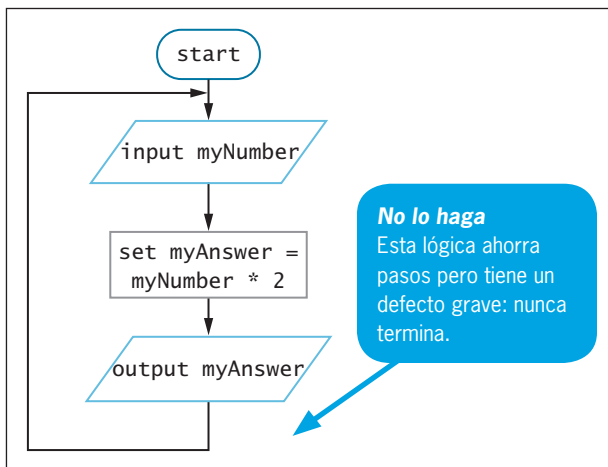 start
input myNumber
set myAnswer =
myNumber * 2
output myAnswer
No lo haga
Esta lógica ahorra
pasos pero tiene un
defecto grave: nunca
termina.